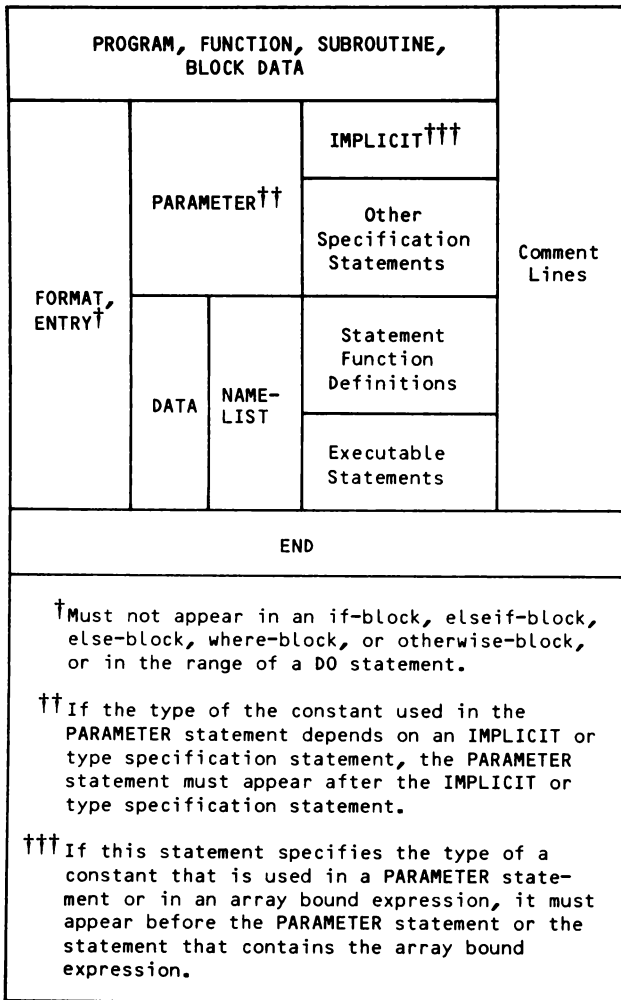 PROGRAM, FUNCTION, SUBROUTINE,
BLOCK DATA
FORMAT,
ENTRY†
PARAMETER††
IMPLICIT†††
Other
Specification
Statements
DATA
NAME-
LIST
Statement
Function
Definitions
Executable
Statements
Comment
Lines
END
†Must not appear in an if-block, elseif-block,
else-block, where-block, or otherwise-block,
or in the range of a DO statement.
††If the type of the constant used in the
PARAMETER statement depends on an IMPLICIT or
type specification statement, the PARAMETER
statement must appear after the IMPLICIT or
type specification statement.
†††If this statement specifies the type of a
constant that is used in a PARAMETER state-
ment or in an array bound expression, it must
appear before the PARAMETER statement or the
statement that contains the array bound
expression.